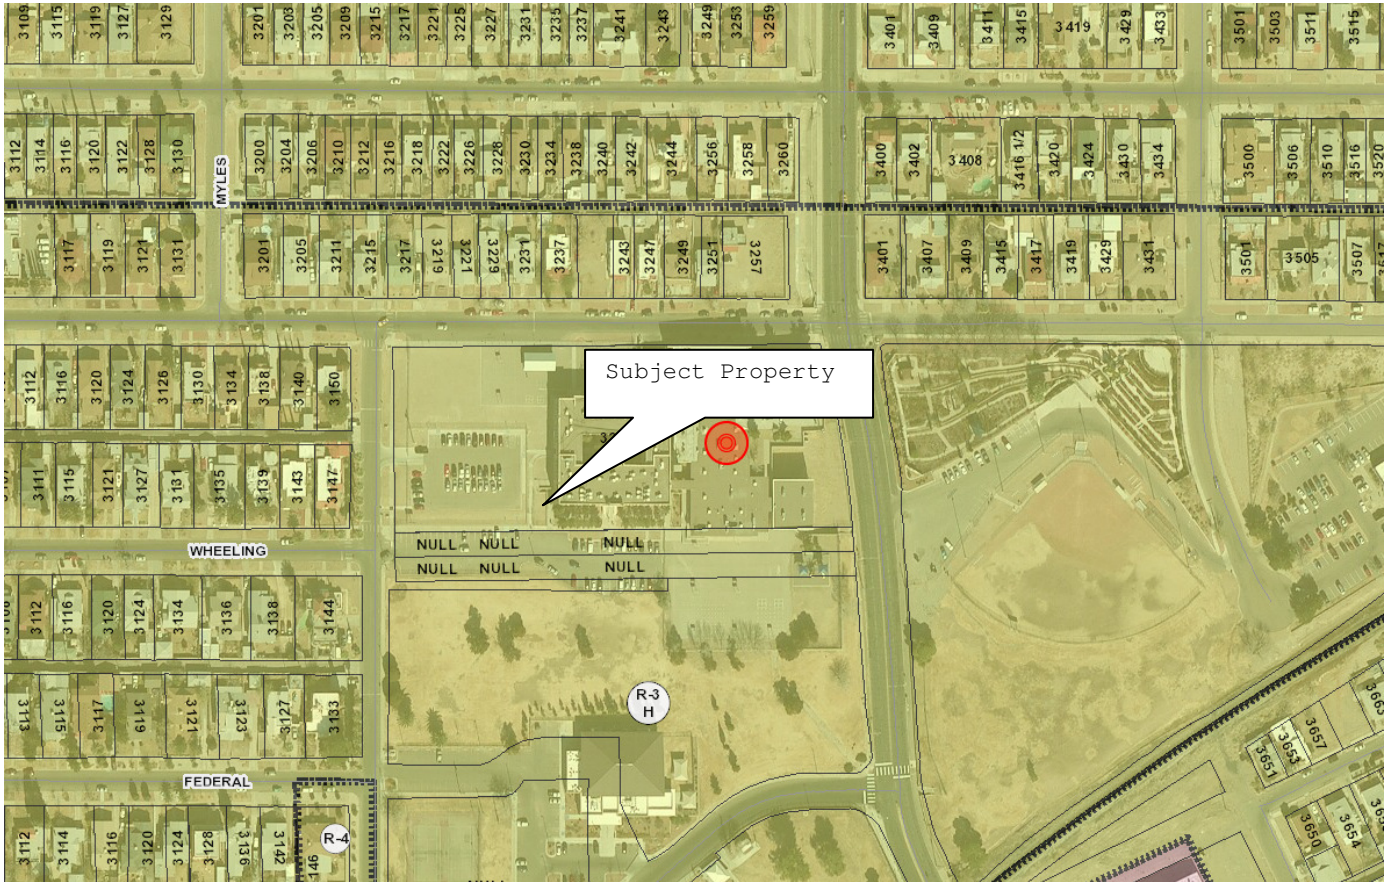 3109 3115 3119 3127 3129 3201 3203 3205 3209 3215 3217 3221 3225 3227 3231 3235 3237 3241 3243 3249 3253 3259 3401 3409 3411 3415 3419 3429 3433 3501 3503 3511 3515
3112 3114 3116 3120 3122 3128 3130 3200 3204 3206 3210 3212 3216 3218 3222 3226 3228 3230 3234 3238 3240 3242 3244 3256 3258 3260 3400 3402 3408 3416 1/2 3420 3424 3430 3434 3500 3506 3510 3516 3520
MYLES
3117 3119 3121 3131 3201 3205 3211 3215 3217 3219 3221 3229 3231 3237 3243 3247 3249 3251 3257 3401 3407 3409 3415 3417 3419 3429 3431 3501 3505 3507
3112 3116 3120 3124 3126 3130 3134 3138 3140 3150
Subject Property
3111 3115 3121 3127 3131 3135 3139 3143 3147
WHEELING
NULL NULL NULL
NULL NULL NULL
3112 3116 3120 3124 3134 3136 3138 3144
R-3
H
3113 3115 3117 3119 3121 3123 3127 3133
3663
3657
3653
3651
FEDERAL
3112 3114 3116 3120 3124 3128 3136 3142
R-4
3650 3654